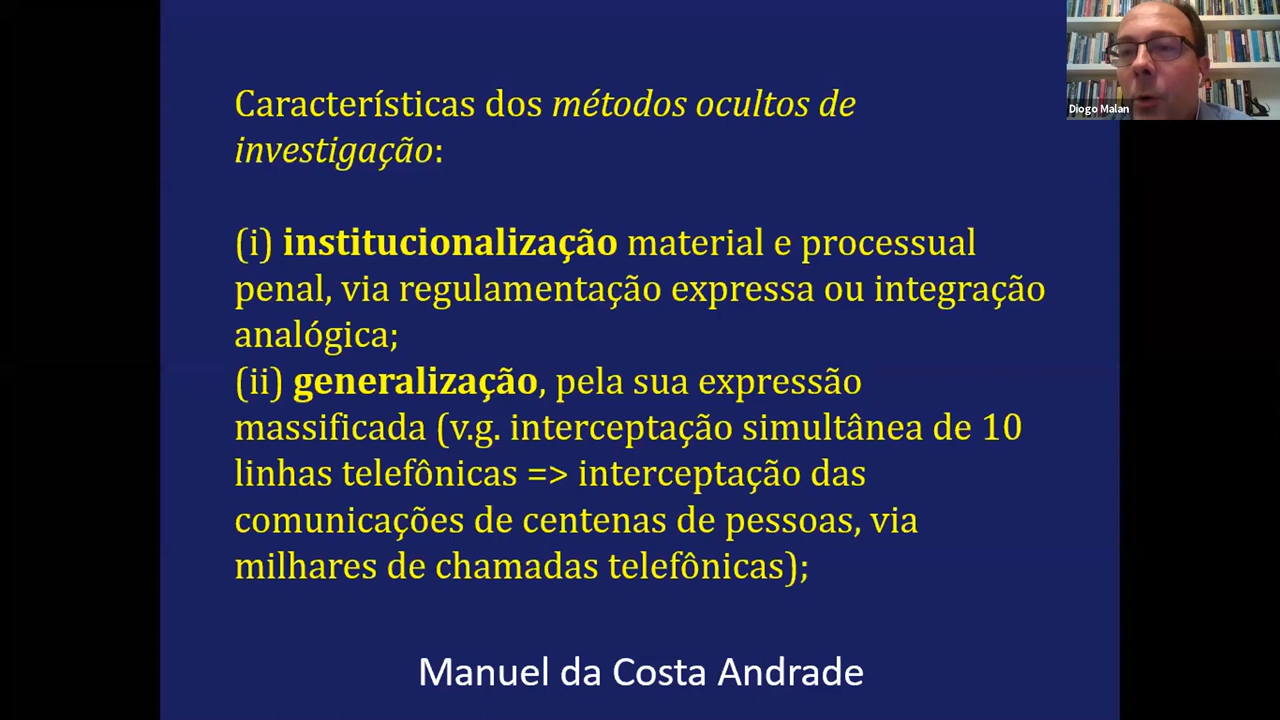 Características dos métodos ocultos de
investigação:
(i) institucionalização material e processual
penal, via regulamentação expressa ou integração
analógica;
(ii) generalização, pela sua expressão
massificada (v.g. interceptação simultânea de 10
linhas telefônicas => interceptação das
comunicações de centenas de pessoas, via
milhares de chamadas telefônicas);
Manuel da Costa Andrade
Diogo Malan